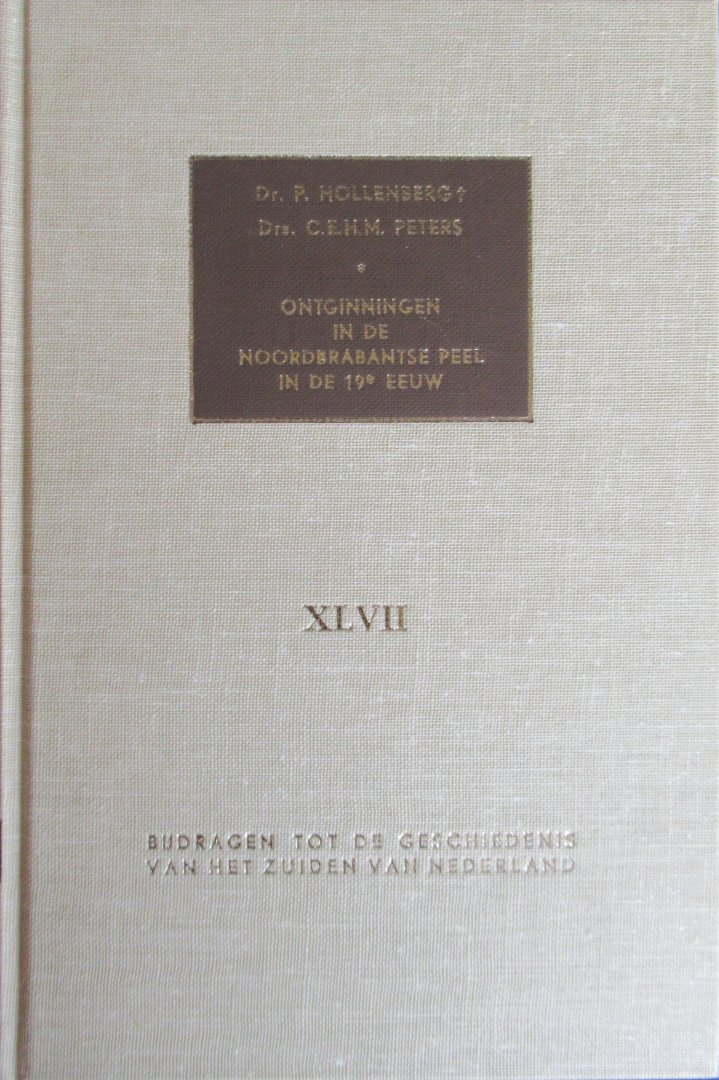 Dr. P. HOLLENBERG†
Drs. C.E.H.M. PETERS
*
ONTGINNINGEN
IN DE
NOORDBRABANTSE PEEL
IN DE 19e EEUW
XLVII
BIJDRAGEN TOT DE GESCHIEDENIS
VAN HET ZUIDEN VAN NEDERLAND